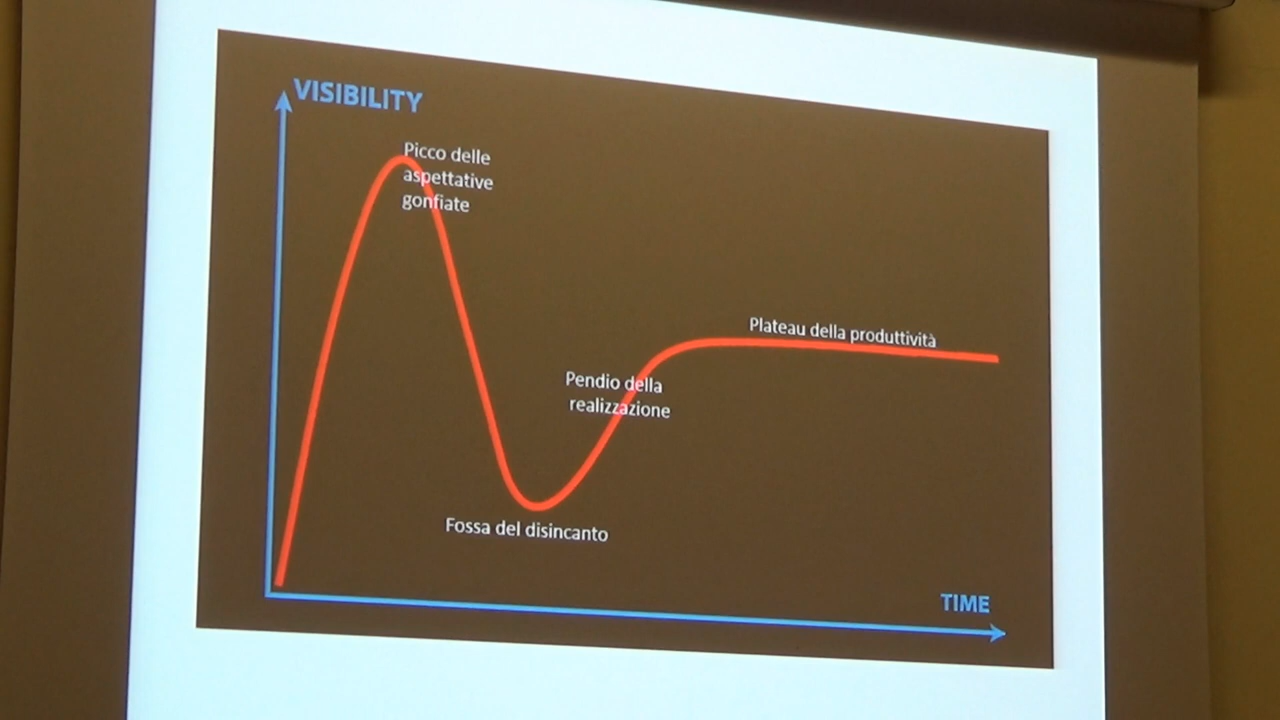 VISIBILITY
Picco delle
aspettative
gonfiate
Plateau della produttività
Pendio della
realizzazione
Fossa del disincanto
TIME